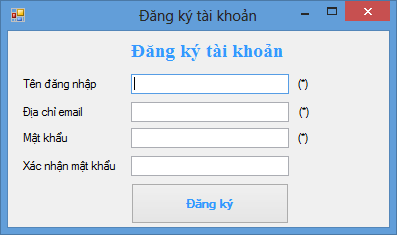 Đăng ký tài khoản
Đăng ký tài khoản
Tên đăng nhập (*)
Địa chỉ email (*)
Mật khẩu (*)
Xác nhận mật khẩu
Đăng ký